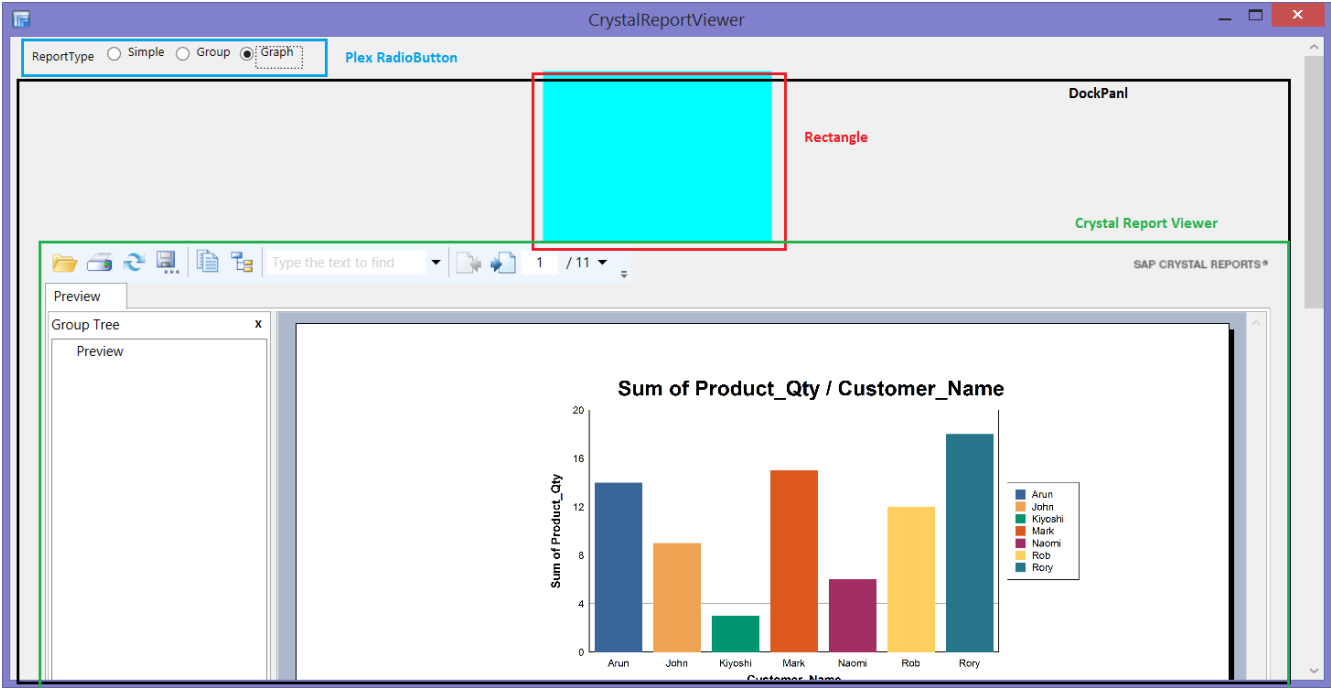 CrystalReportViewer
ReportType Simple Group Graph
Plex RadioButton
DockPanl
Rectangle
Crystal Report Viewer
Type the text to find 1 / 11
SAP CRYSTAL REPORTS®
Preview
Group Tree x
Preview
Sum of Product_Qty / Customer_Name
Sum of Product_Qty
20
16
12
8
4
0
Arun John Kiyoshi Mark Naomi Rob Rory
Customer_Name
Arun
John
Kiyoshi
Mark
Naomi
Rob
Rory